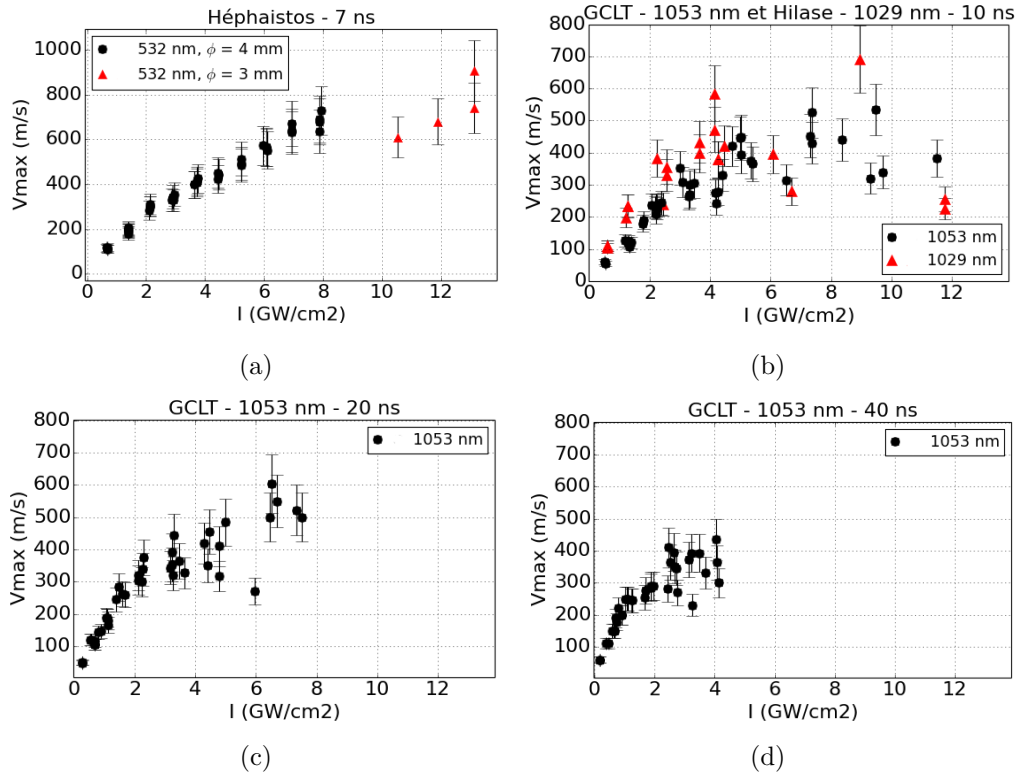 Héphaistos - 7 ns
532 nm, ϕ = 4 mm
532 nm, ϕ = 3 mm
Vmax (m/s)
1000
800
600
400
200
0
0 2 4 6 8 10 12
I (GW/cm2)
(a)
GCLT - 1053 nm et Hilase - 1029 nm - 10 ns
Vmax (m/s)
800
700
600
500
400
300
200
100
0
1053 nm
1029 nm
0 2 4 6 8 10 12
I (GW/cm2)
(b)
GCLT - 1053 nm - 20 ns
1053 nm
Vmax (m/s)
800
700
600
500
400
300
200
100
0 2 4 6 8 10 12
I (GW/cm2)
(c)
GCLT - 1053 nm - 40 ns
1053 nm
Vmax (m/s)
800
700
600
500
400
300
200
100
0 2 4 6 8 10 12
I (GW/cm2)
(d)